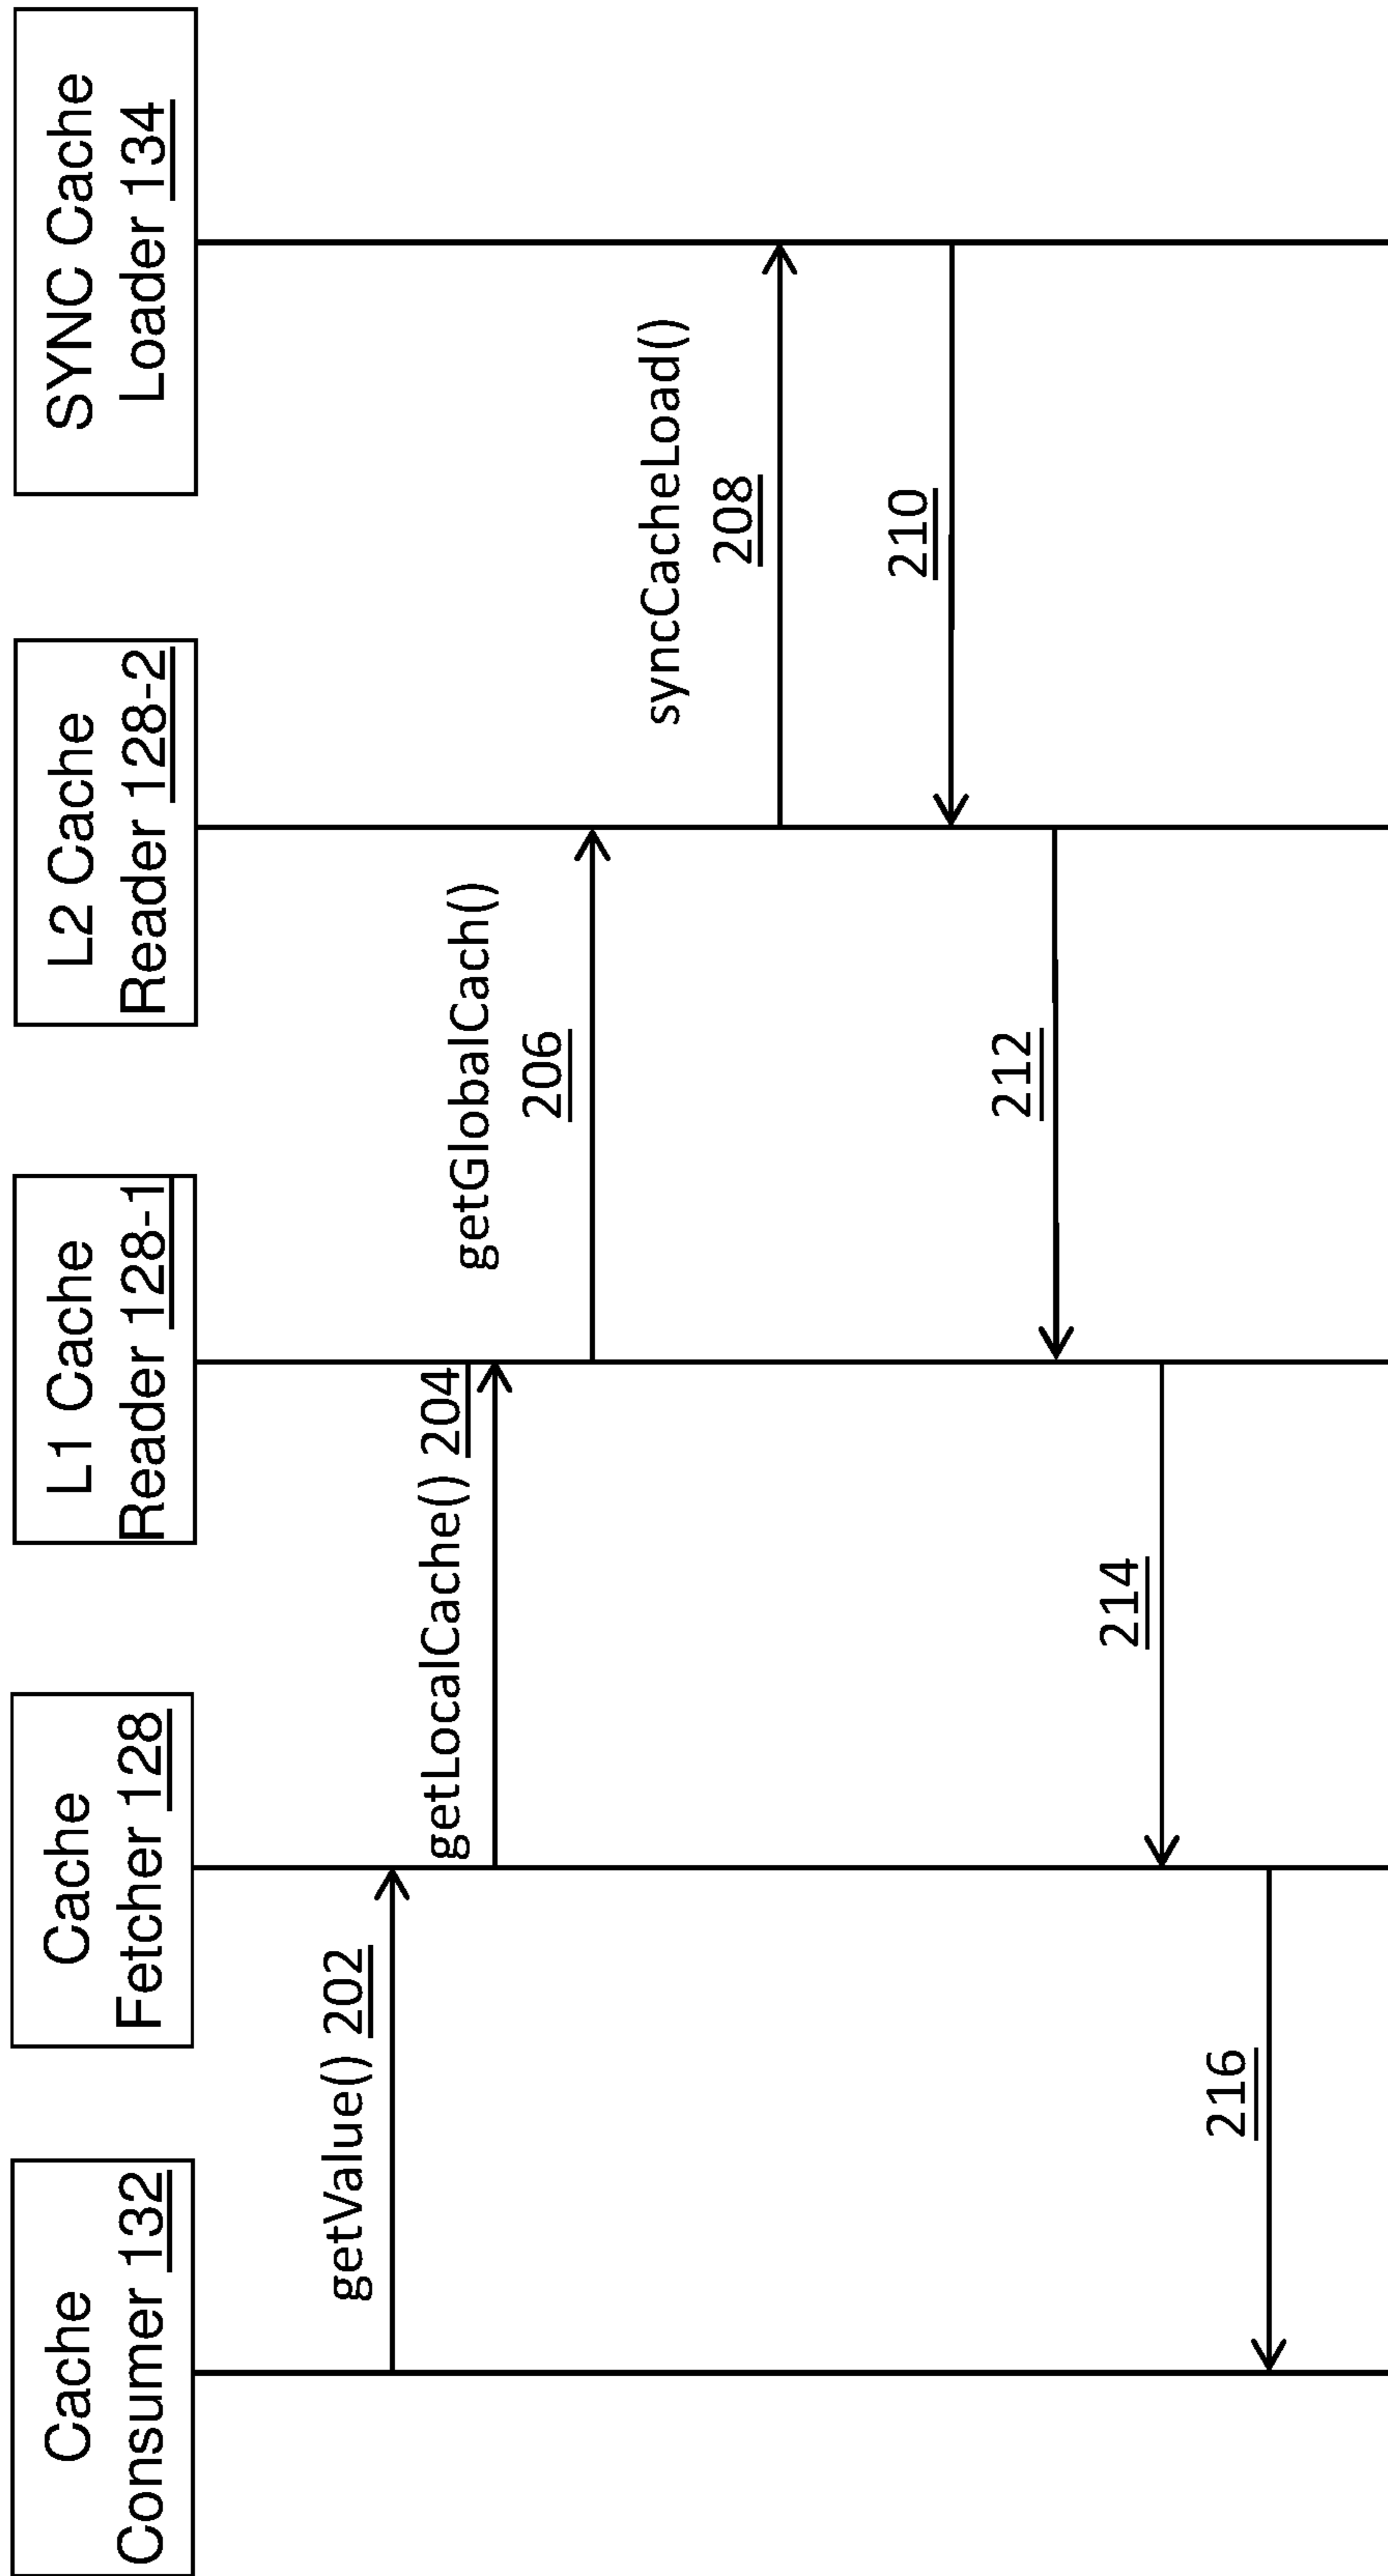 Cache
Consumer 132
Cache
Fetcher 128
L1 Cache
Reader 128-1
L2 Cache
Reader 128-2
SYNC Cache
Loader 134
getValue() 202
getLocalCache() 204
getGlobalCach()
206
syncCacheLoad()
208
210
212
214
216